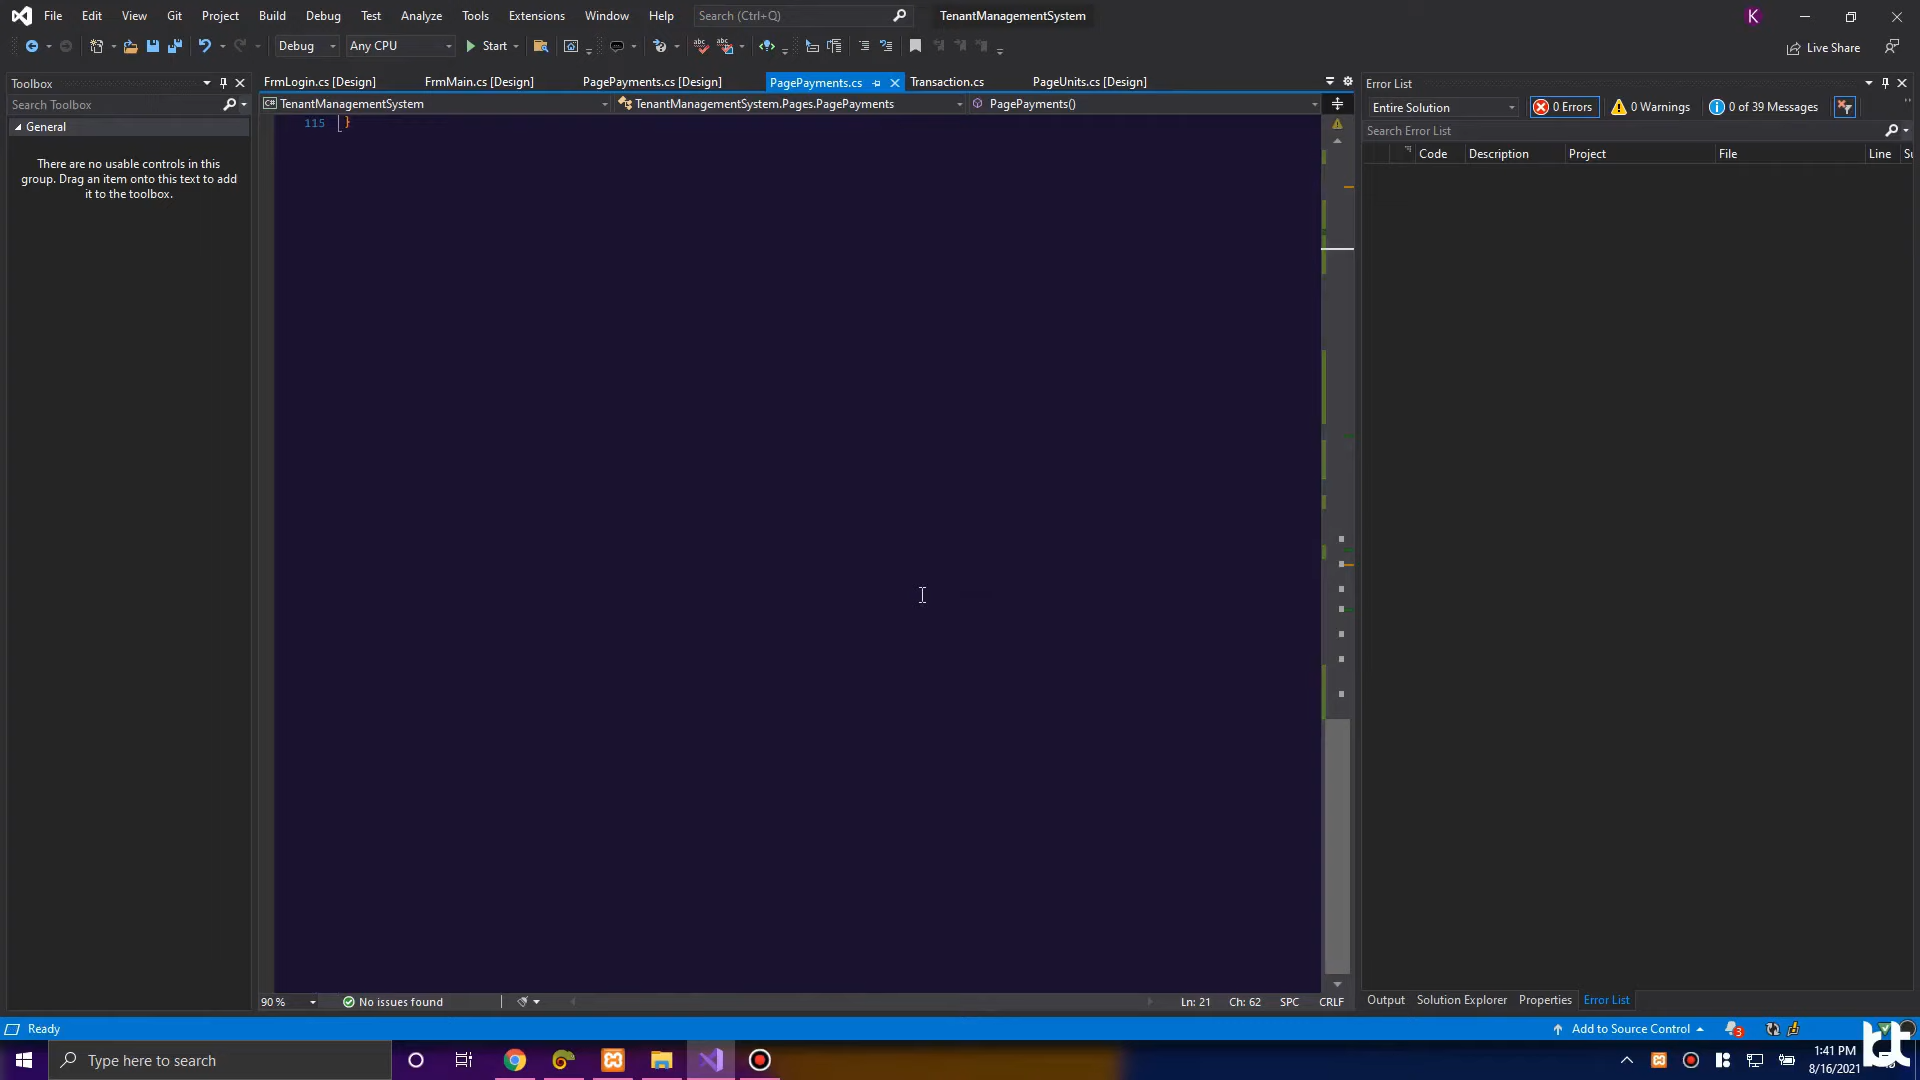 File Edit View Git Project Build Debug Test Analyze Tools Extensions Window Help Search (Ctrl+Q) TenantManagementSystem K
Debug Any CPU Start Live Share
Toolbox
Search Toolbox
General
There are no usable controls in this
group. Drag an item onto this text to add
it to the toolbox.
FrmLogin.cs [Design] FrmMain.cs [Design] PagePayments.cs [Design] PagePayments.cs Transaction.cs PageUnits.cs [Design]
C# TenantManagementSystem TenantManagementSystem.Pages.PagePayments PagePayments()
115 }
90 % No issues found Ln: 21 Ch: 62 SPC CRLF
Error List
Entire Solution 0 Errors 0 Warnings 0 of 39 Messages
Search Error List
Code Description Project File Line Su
Output Solution Explorer Properties Error List
Ready Add to Source Control 3
Type here to search
1:41 PM
8/16/2021